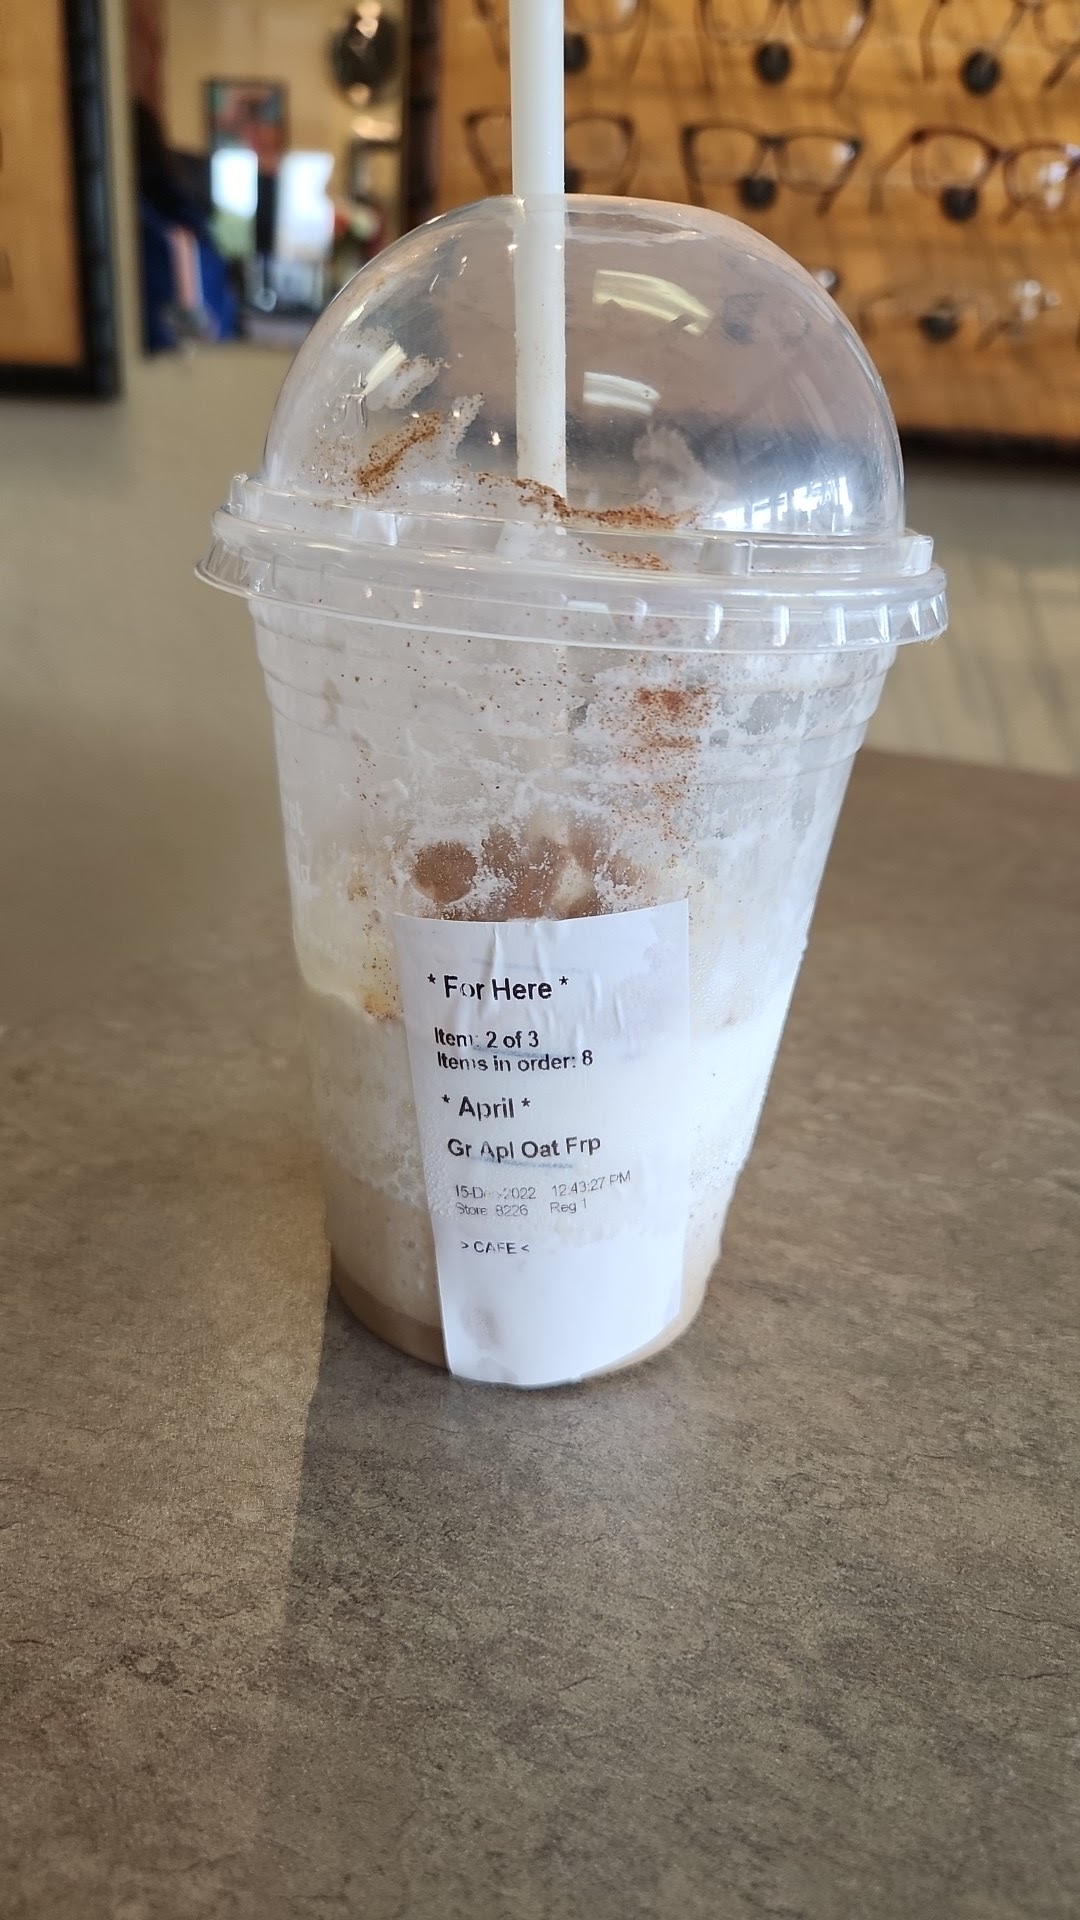 * For Here *
Item: 2 of 3
Items in order: 8
* April *
Gr Apl Oat Frp
15-Dec-2022 12:43:27 PM
Store 8226 Reg 1
> CAFE <